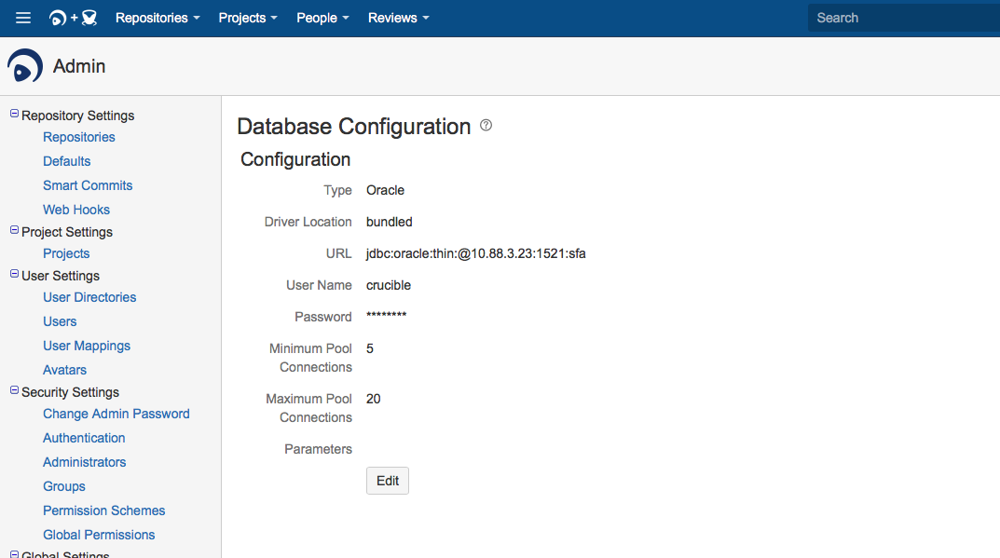 + Repositories Projects People Reviews Search
Admin
Repository Settings
Repositories
Defaults
Smart Commits
Web Hooks
Project Settings
Projects
User Settings
User Directories
Users
User Mappings
Avatars
Security Settings
Change Admin Password
Authentication
Administrators
Groups
Permission Schemes
Global Permissions
Global Settings
Database Configuration ?
Configuration
Type Oracle
Driver Location bundled
URL jdbc:oracle:thin:@10.88.3.23:1521:sfa
User Name crucible
Password ********
Minimum Pool 5
Connections
Maximum Pool 20
Connections
Parameters
Edit